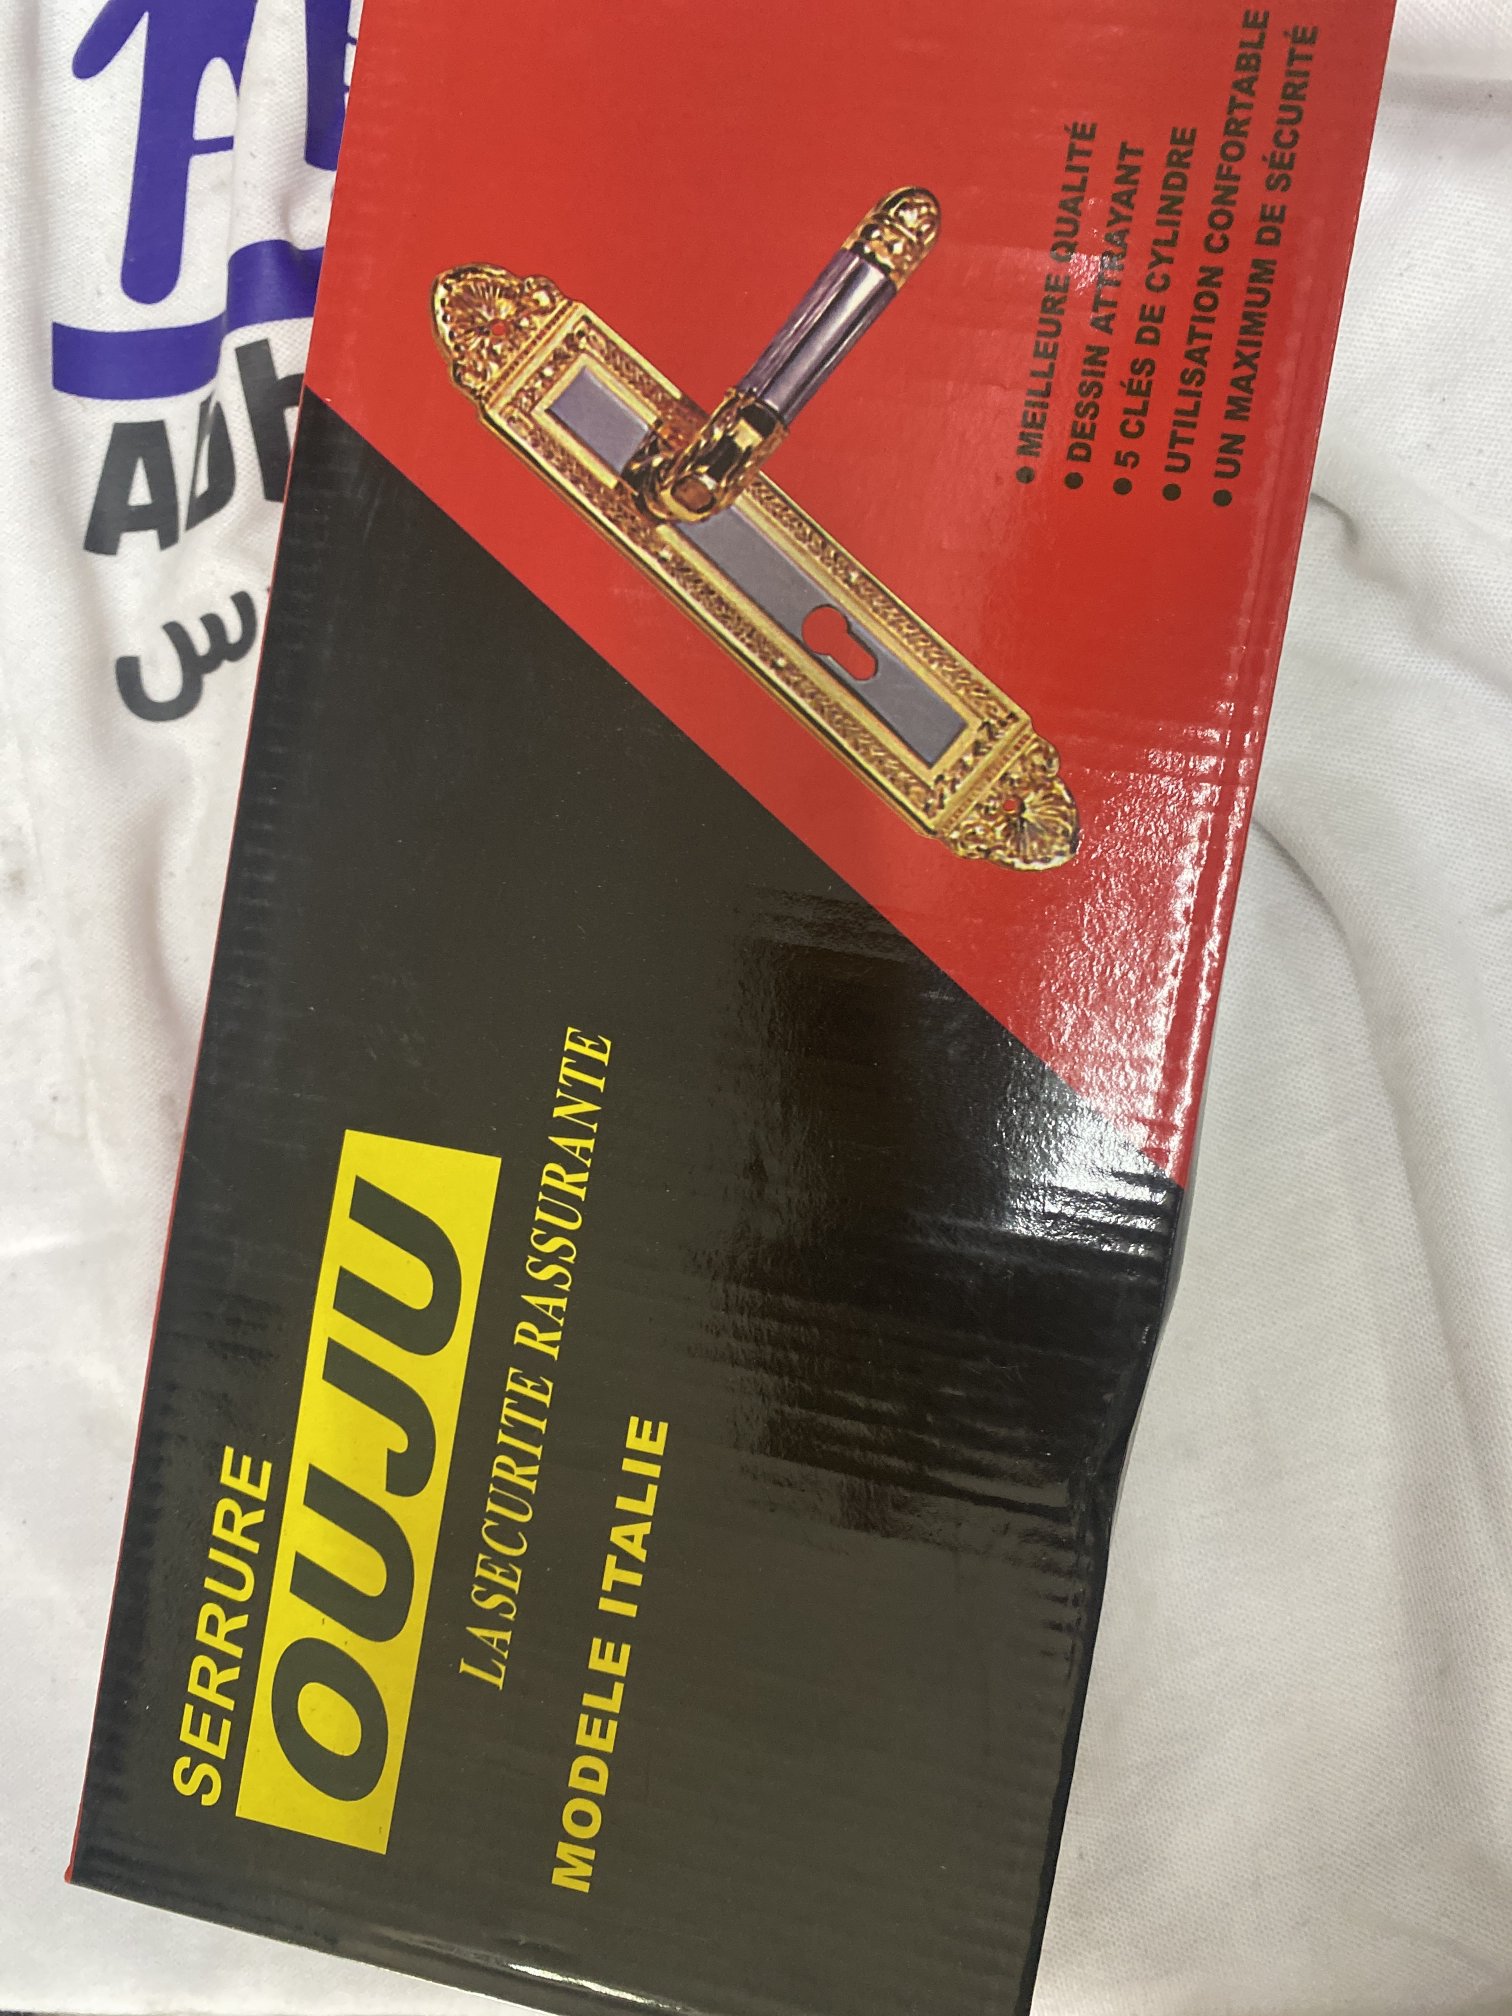 SERRURE
OUJU
LA SECURITE RASSURANTE
MODELE ITALIE
• MEILLEURE QUALITÉ
• DESSIN ATTRAYANT
• 5 CLÉS DE CYLINDRE
• UTILISATION CONFORTABLE
• UN MAXIMUM DE SÉCURITÉ